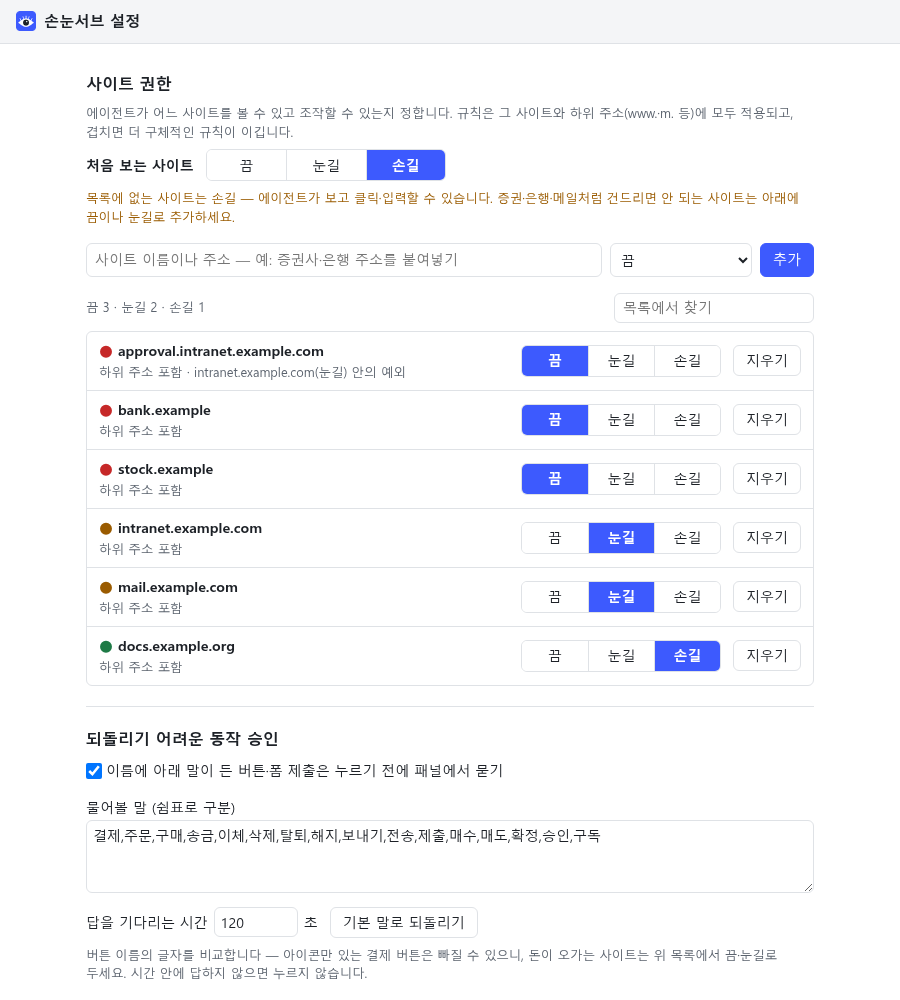 손눈서브 설정
사이트 권한
에이전트가 어느 사이트를 볼 수 있고 조작할 수 있는지 정합니다. 규칙은 그 사이트와 하위 주소(www.·m. 등)에 모두 적용되고,
겹치면 더 구체적인 규칙이 이깁니다.
처음 보는 사이트 끔 눈길 손길
목록에 없는 사이트는 손길 — 에이전트가 보고 클릭·입력할 수 있습니다. 증권·은행·메일처럼 건드리면 안 되는 사이트는 아래에
끔이나 눈길로 추가하세요.
사이트 이름이나 주소 — 예: 증권사·은행 주소를 붙여넣기 끔 추가
끔 3 · 눈길 2 · 손길 1 목록에서 찾기
approval.intranet.example.com
하위 주소 포함 · intranet.example.com(눈길) 안의 예외
끔 눈길 손길 지우기
bank.example
하위 주소 포함
끔 눈길 손길 지우기
stock.example
하위 주소 포함
끔 눈길 손길 지우기
intranet.example.com
하위 주소 포함
끔 눈길 손길 지우기
mail.example.com
하위 주소 포함
끔 눈길 손길 지우기
docs.example.org
하위 주소 포함
끔 눈길 손길 지우기
되돌리기 어려운 동작 승인
이름에 아래 말이 든 버튼·폼 제출은 누르기 전에 패널에서 묻기
물어볼 말 (쉼표로 구분)
결제,주문,구매,송금,이체,삭제,탈퇴,해지,보내기,전송,제출,매수,매도,확정,승인,구독
답을 기다리는 시간 120 초 기본 말로 되돌리기
버튼 이름의 글자를 비교합니다 — 아이콘만 있는 결제 버튼은 빠질 수 있으니, 돈이 오가는 사이트는 위 목록에서 끔·눈길로
두세요. 시간 안에 답하지 않으면 누르지 않습니다.